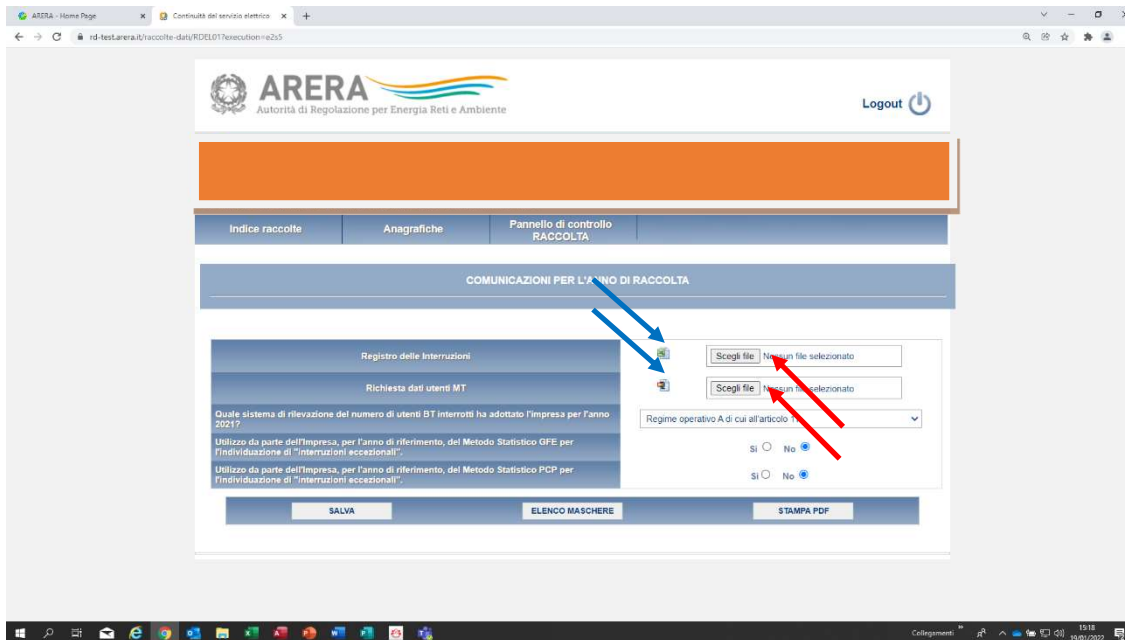 ARERA - Home Page
Continuità del servizio elettrico
rd-test.arera.it/raccolte-dati/RDEL01?execution=e2s5
ARERA
Autorità di Regolazione per Energia Reti e Ambiente
Logout
Indice raccolte
Anagrafiche
Pannello di controllo
RACCOLTA
COMUNICAZIONI PER L'ANNO DI RACCOLTA
Registro delle Interruzioni
Scegli file Nessun file selezionato
Richiesta dati utenti MT
Scegli file Nessun file selezionato
Quale sistema di rilevazione del numero di utenti BT interrotti ha adottato l'impresa per l'anno
2021?
Regime operativo A di cui all'articolo
Utilizzo da parte dell'Impresa, per l'anno di riferimento, del Metodo Statistico GFE per
l'individuazione di "interruzioni eccezionali".
Si No
Utilizzo da parte dell'Impresa, per l'anno di riferimento, del Metodo Statistico PCP per
l'individuazione di "interruzioni eccezionali".
Si No
SALVA
ELENCO MASCHERE
STAMPA PDF
Collegamenti
15:18
19/01/2022